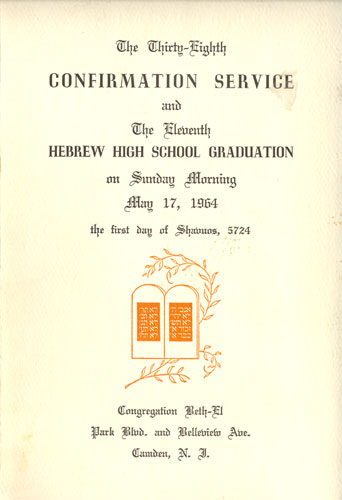 The Thirty-Eighth
CONFIRMATION SERVICE
and
The Eleventh
HEBREW HIGH SCHOOL GRADUATION
on Sunday Morning
May 17, 1964
the first day of Shavuos, 5724
Congregation Beth-El
Park Blvd. and Belleview Ave.
Camden, N. J.